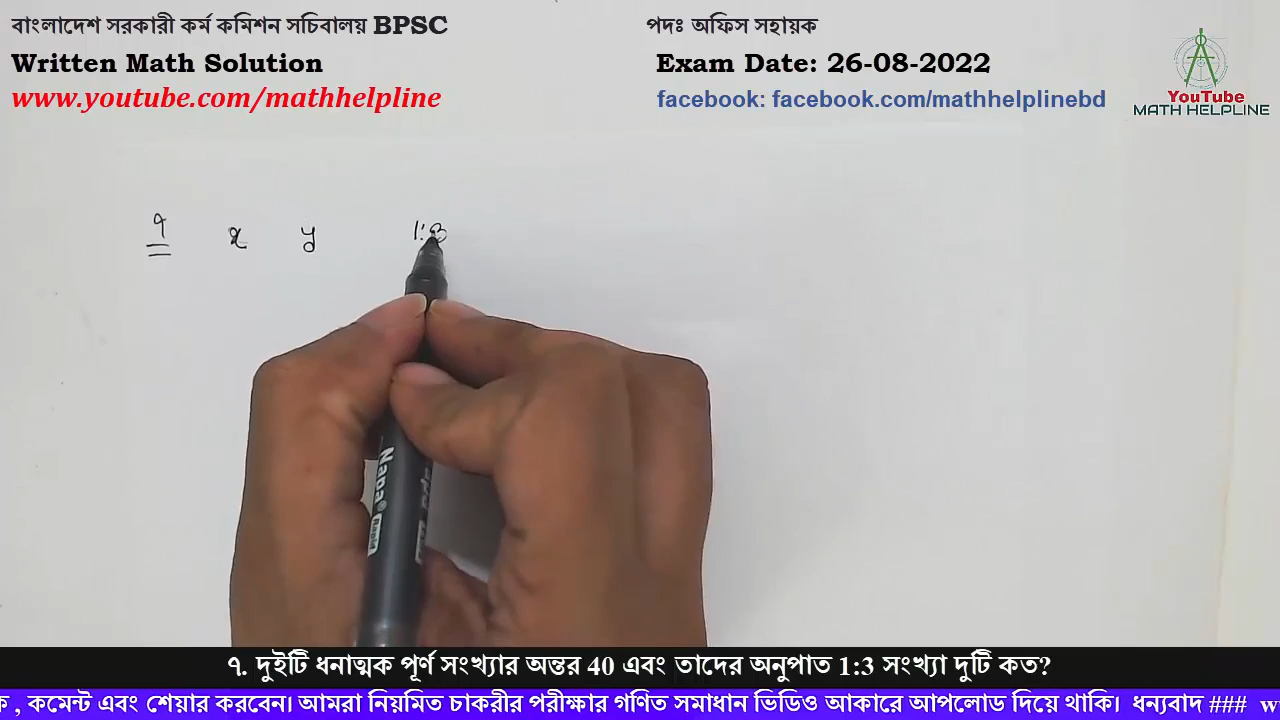 বাংলাদেশ সরকারী কর্ম কমিশন সচিবালয় BPSC
পদঃ অফিস সহায়ক
Written Math Solution
Exam Date: 26-08-2022
www.youtube.com/mathhelpline
facebook: facebook.com/mathhelplinebd
YouTube
MATH HELPLINE
৭ x y 1:3
Napa
৭. দুইটি ধনাত্মক পূর্ণ সংখ্যার অন্তর 40 এবং তাদের অনুপাত 1:3 সংখ্যা দুটি কত?
, কমেন্ট এবং শেয়ার করবেন। আমরা নিয়মিত চাকরীর পরীক্ষার গণিত সমাধান ভিডিও আকারে আপলোড দিয়ে থাকি। ধন্যবাদ ###